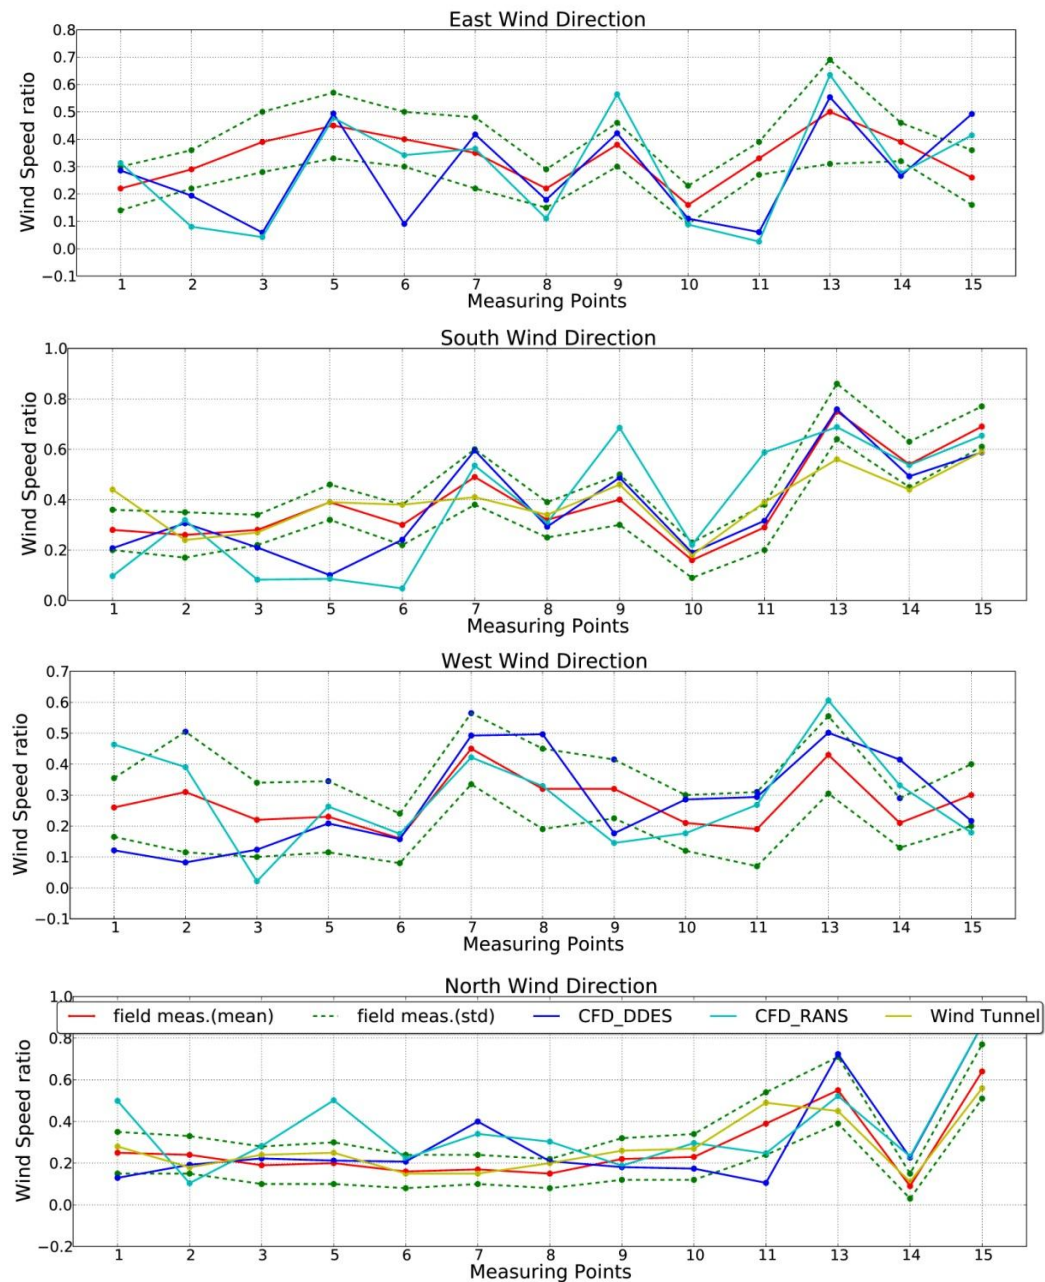 East Wind Direction
0.8
0.7
0.6
0.5
0.4
0.3
0.2
0.1
0.0
−0.1
Wind Speed ratio
1 2 3 5 6 7 8 9 10 11 13 14 15
Measuring Points
South Wind Direction
1.0
0.8
0.6
0.4
0.2
0.0
Wind Speed ratio
1 2 3 5 6 7 8 9 10 11 13 14 15
Measuring Points
West Wind Direction
0.7
0.6
0.5
0.4
0.3
0.2
0.1
0.0
−0.1
Wind Speed ratio
1 2 3 5 6 7 8 9 10 11 13 14 15
Measuring Points
North Wind Direction
1.0
field meas.(mean) field meas.(std) CFD_DDES CFD_RANS Wind Tunnel
0.8
0.6
0.4
0.2
0.0
−0.2
Wind Speed ratio
1 2 3 5 6 7 8 9 10 11 13 14 15
Measuring Points